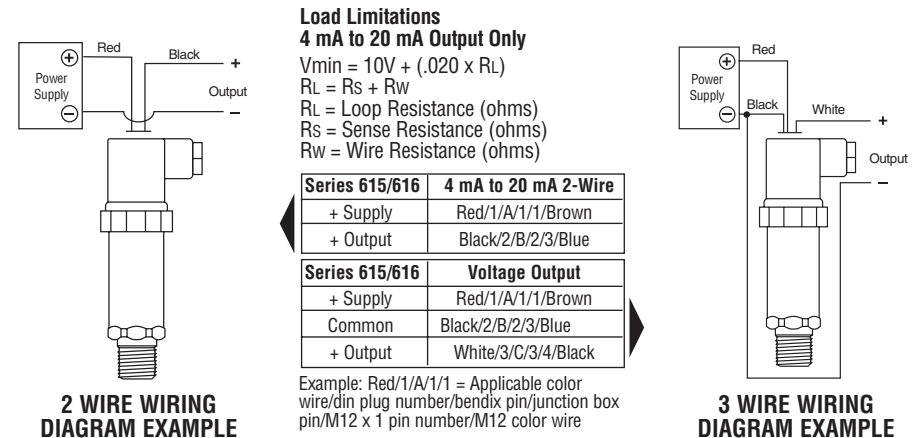 Red
Black
+
Power
Supply
Output
−
2 WIRE WIRING
DIAGRAM EXAMPLE
Load Limitations
4 mA to 20 mA Output Only
Vmin = 10V + (.020 x RL)
RL = RS + RW
RL = Loop Resistance (ohms)
RS = Sense Resistance (ohms)
RW = Wire Resistance (ohms)
Series 615/616 4 mA to 20 mA 2-Wire
+ Supply Red/1/A/1/1/Brown
+ Output Black/2/B/2/3/Blue
Series 615/616 Voltage Output
+ Supply Red/1/A/1/1/Brown
Common Black/2/B/2/3/Blue
+ Output White/3/C/3/4/Black
Example: Red/1/A/1/1 = Applicable color
wire/din plug number/bendix pin/junction box
pin/M12 x 1 pin number/M12 color wire
Red
+
Power
Supply
Black
−
White
+
Output
−
3 WIRE WIRING
DIAGRAM EXAMPLE